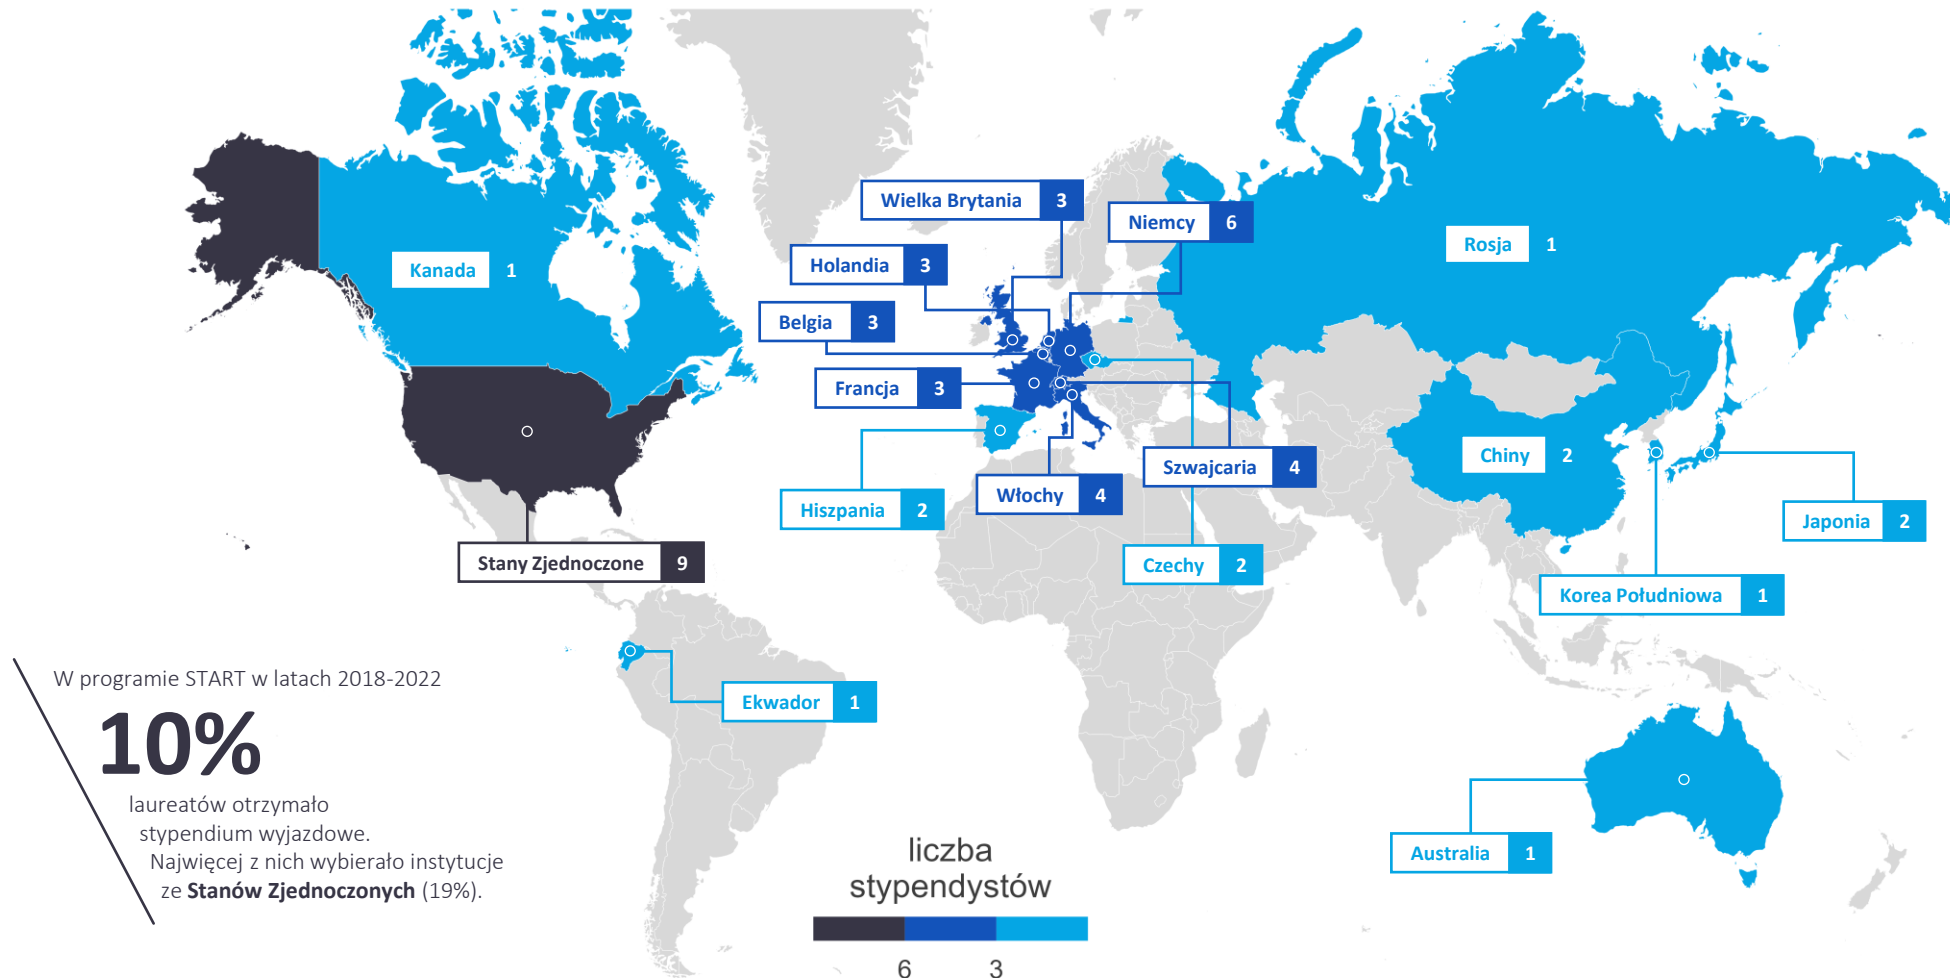 Wielka Brytania 3
Niemcy 6
Rosja 1
Kanada 1
Holandia 3
Belgia 3
Francja 3
Chiny 2
Szwajcaria 4
Włochy 4
Hiszpania 2
Japonia 2
Stany Zjednoczone 9
Czechy 2
Korea Południowa 1
Ekwador 1
Australia 1
W programie START w latach 2018-2022
10%
laureatów otrzymało
stypendium wyjazdowe.
Najwięcej z nich wybierało instytucje
ze Stanów Zjednoczonych (19%).
liczba
stypendystów
6 3